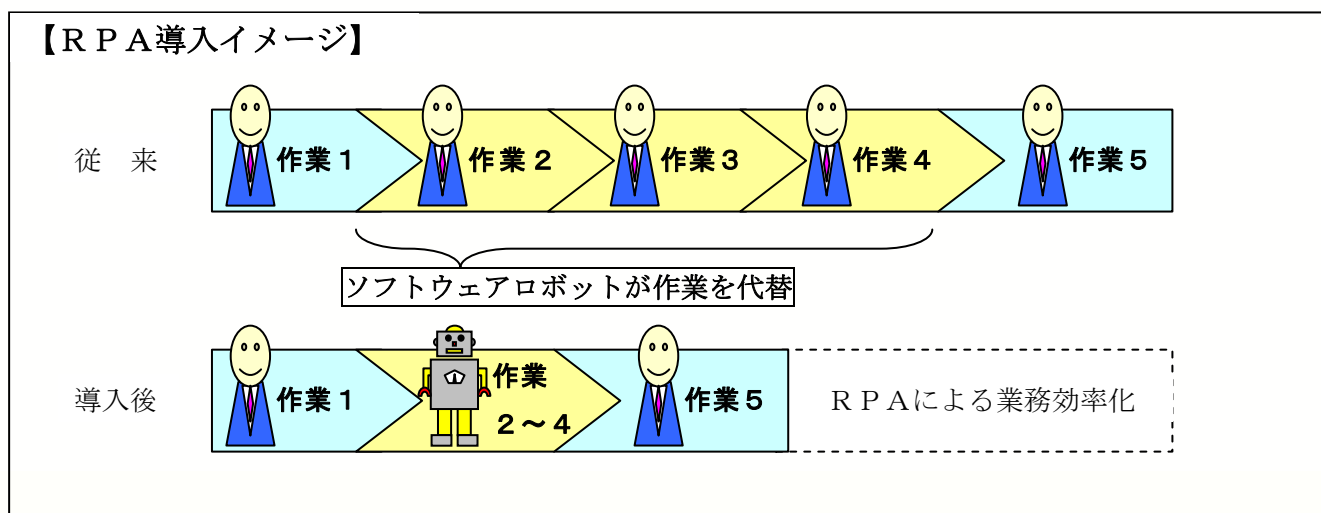 【ＲＰＡ導入イメージ】
従　来
作業１
作業２
作業３
作業４
作業５
ソフトウェアロボットが作業を代替
導入後
作業１
作業
２～４
作業５
ＲＰＡによる業務効率化